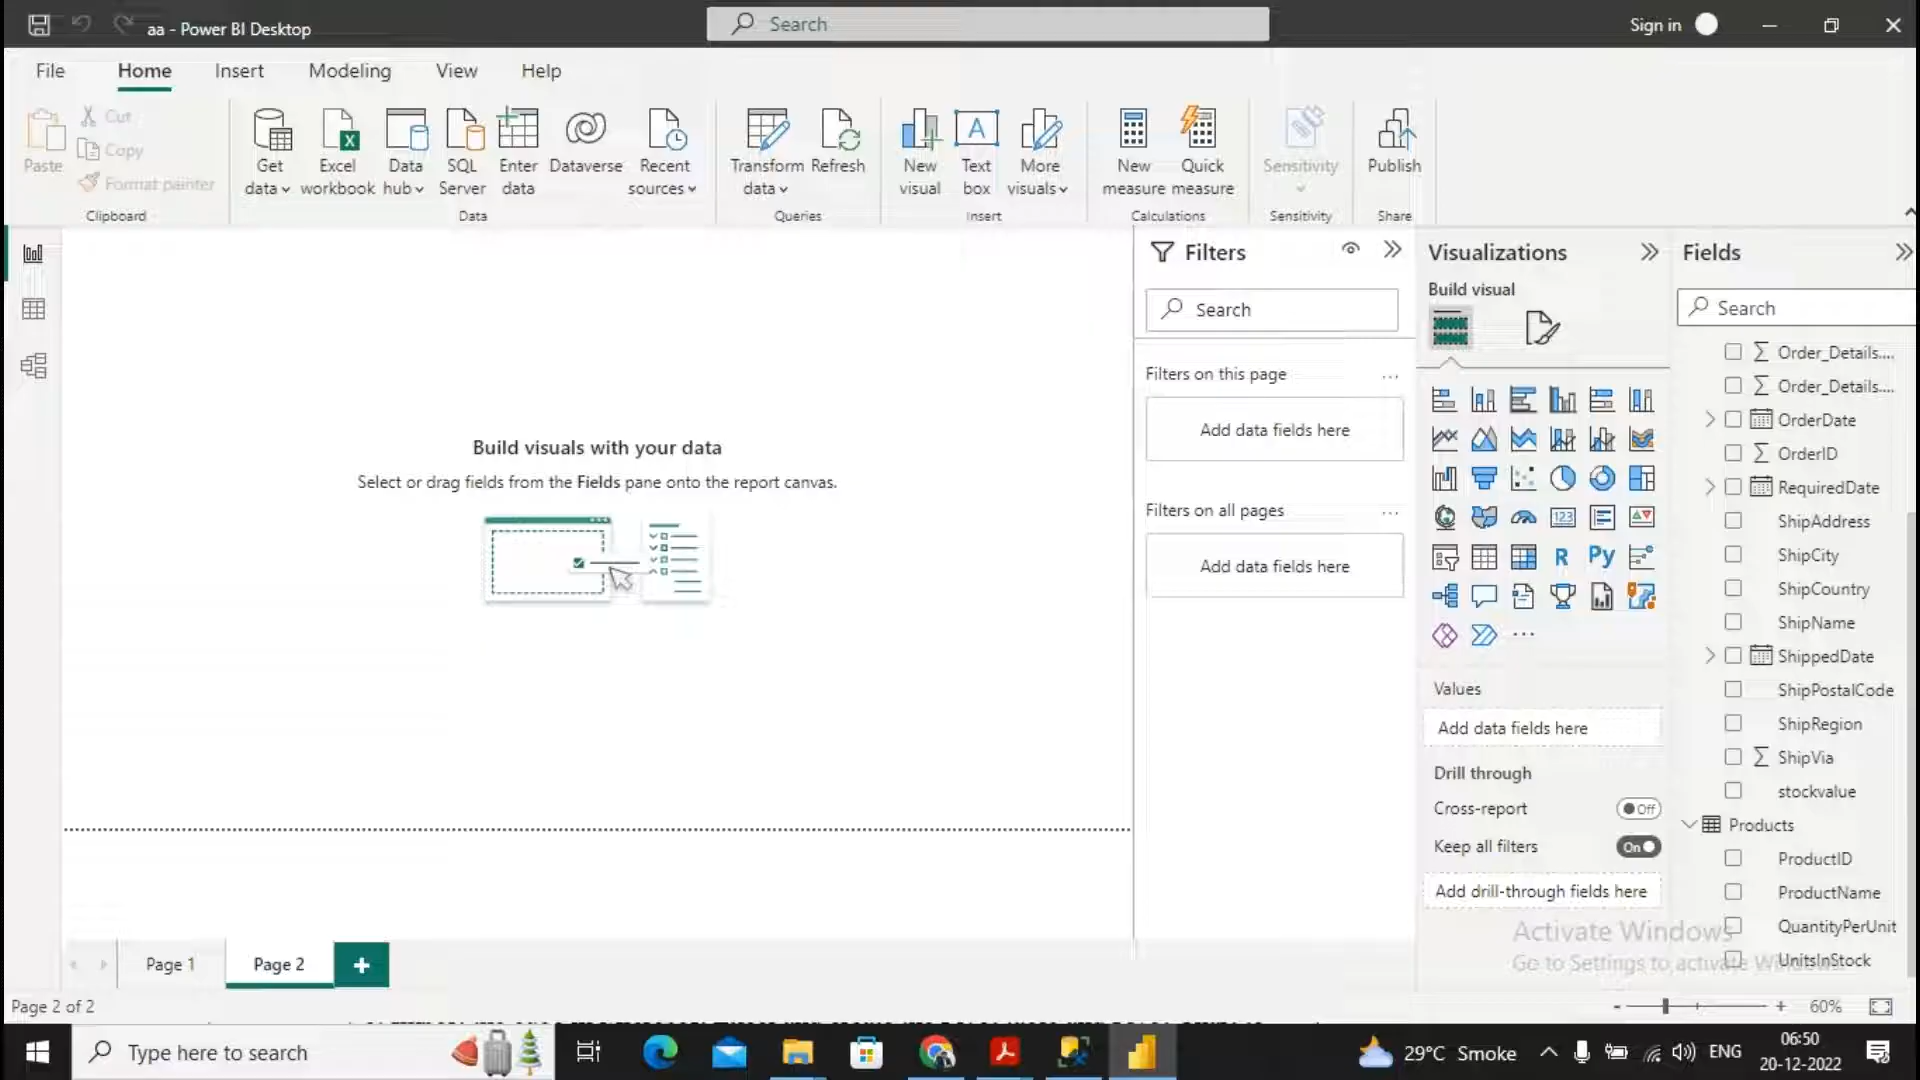 aa - Power BI Desktop
Search
Sign in
File
Home
Insert
Modeling
View
Help
Paste
Cut
Copy
Format painter
Clipboard
Get data
Excel workbook
Data hub
SQL Server
Enter data
Dataverse
Recent sources
Data
Transform data
Refresh
Queries
New visual
Text box
More visuals
Insert
New measure
Quick measure
Calculations
Sensitivity
Sensitivity
Publish
Share
Build visuals with your data
Select or drag fields from the Fields pane onto the report canvas.
Filters
Search
Filters on this page
...
Add data fields here
Filters on all pages
...
Add data fields here
Visualizations
Build visual
123
R
Py
...
Values
Add data fields here
Drill through
Cross-report
Off
Keep all filters
On
Add drill-through fields here
Fields
Search
Order_Details....
Order_Details....
OrderDate
OrderID
RequiredDate
ShipAddress
ShipCity
ShipCountry
ShipName
ShippedDate
ShipPostalCode
ShipRegion
ShipVia
stockvalue
Products
ProductID
ProductName
QuantityPerUnit
UnitsInStock
Activate Windows
Go to Settings to activate Windows.
Page 1
Page 2
Page 2 of 2
- + 60%
Type here to search
29°C Smoke
ENG
06:50
20-12-2022